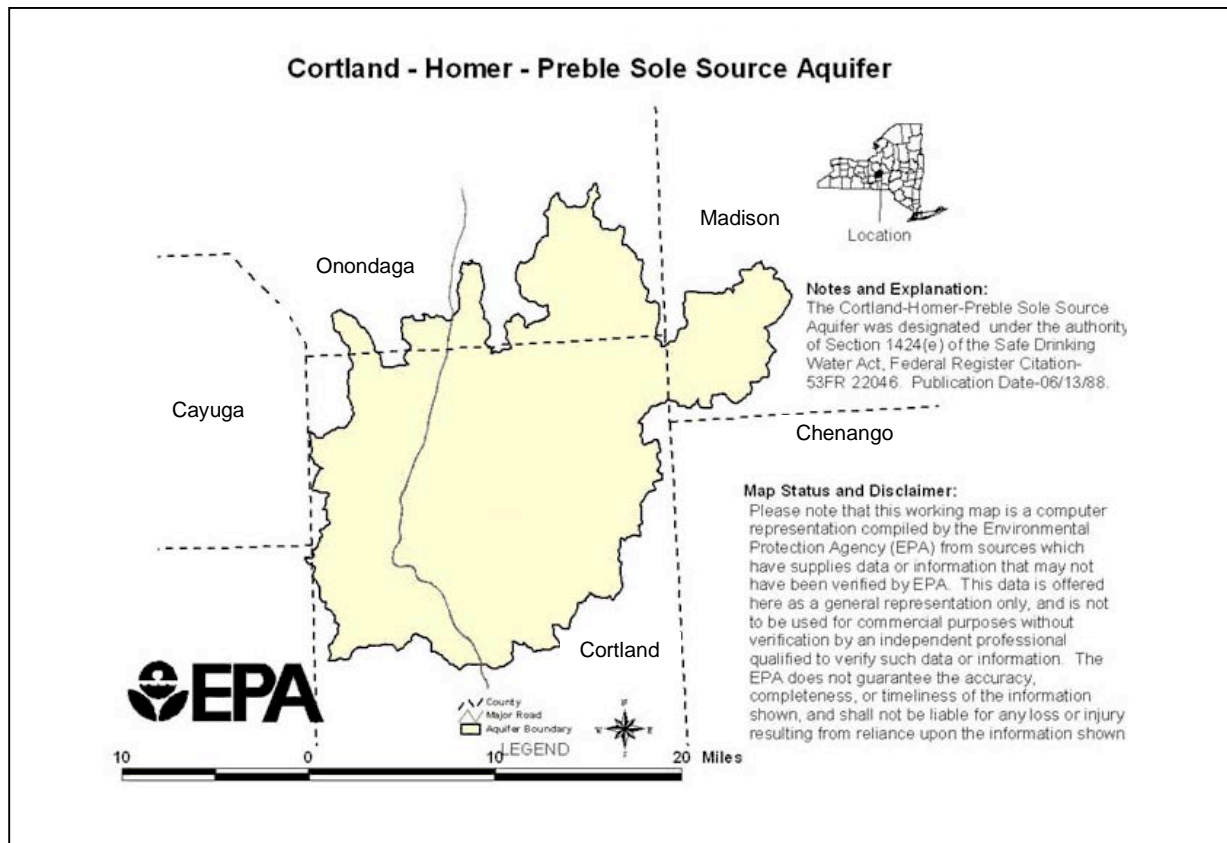 Cortland - Homer - Preble Sole Source Aquifer
Madison
Location
Onondaga
Notes and Explanation:
The Cortland-Homer-Preble Sole Source
Aquifer was designated under the authority
of Section 1424(e) of the Safe Drinking
Water Act, Federal Register Citation-
53FR 22046. Publication Date-06/13/88.
Cayuga
Chenango
Map Status and Disclaimer:
Please note that this working map is a computer
representation compiled by the Environmental
Protection Agency (EPA) from sources which
have supplies data or information that may not
have been verified by EPA. This data is offered
here as a general representation only, and is not
to be used for commercial purposes without
verification by an independent professional
qualified to verify such data or information. The
EPA does not guarantee the accuracy,
completeness, or timeliness of the information
shown, and shall not be liable for any loss or injury
resulting from reliance upon the information shown
Cortland
EPA
County
Major Road
Aquifer Boundary
LEGEND
N
W E
S
10 0 10 20 Miles